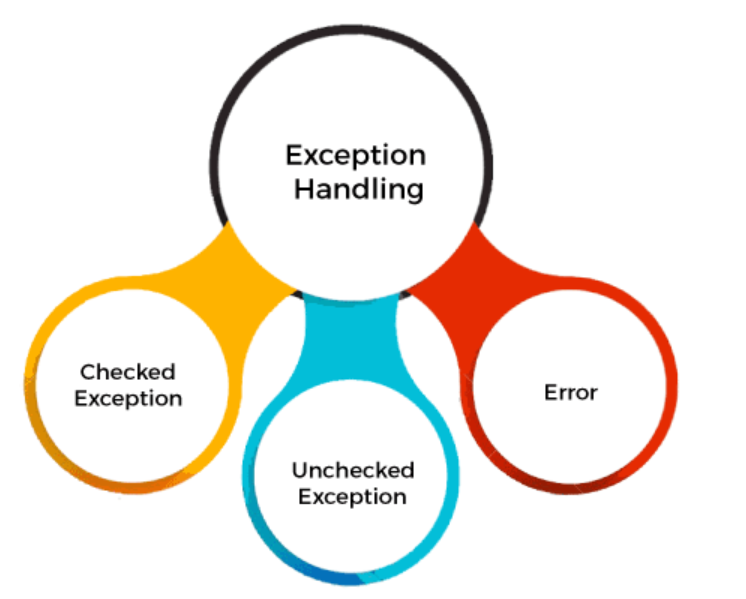 Exception
Handling
Checked
Exception
Unchecked
Exception
Error